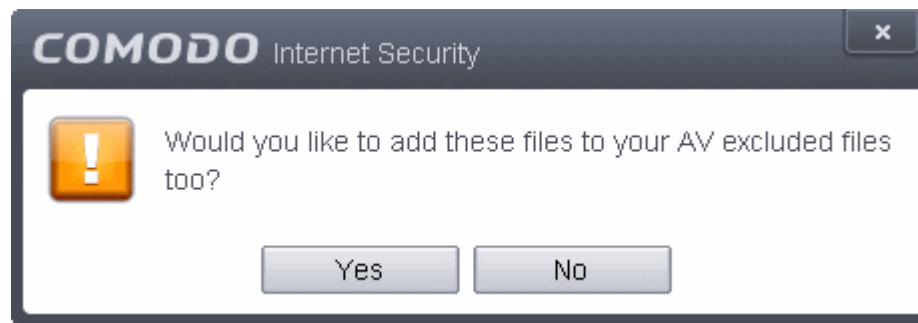 COMODO Internet Security
x
Would you like to add these files to your AV excluded files
too?
Yes No